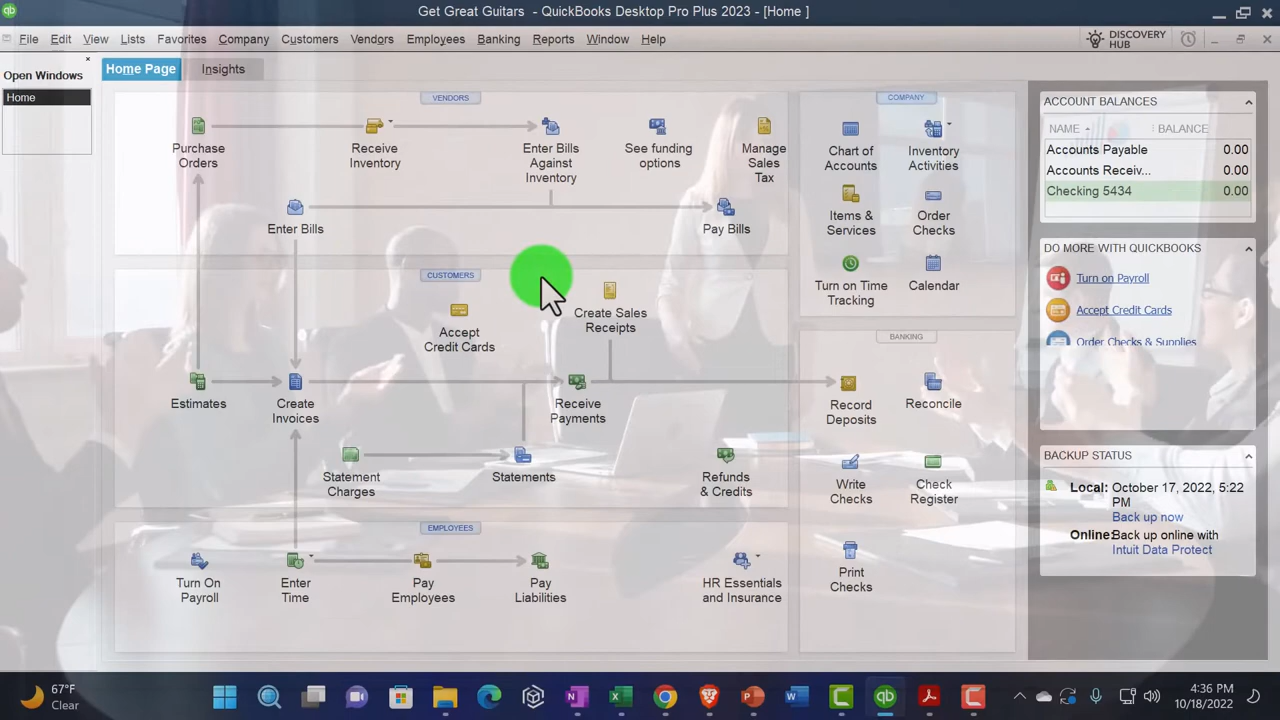 Get Great Guitars - QuickBooks Desktop Pro Plus 2023 - [Home ]
File Edit View Lists Favorites Company Customers Vendors Employees Banking Reports Window Help
DISCOVERY
HUB
Open Windows
Home
Home Page
Insights
VENDORS
Purchase
Orders
Receive
Inventory
Enter Bills
Against
Inventory
See funding
options
Manage
Sales
Tax
Enter Bills
Pay Bills
CUSTOMERS
Accept
Credit Cards
Create Sales
Receipts
Estimates
Create
Invoices
Receive
Payments
Statement
Charges
Statements
Refunds
& Credits
EMPLOYEES
Turn On
Payroll
Enter
Time
Pay
Employees
Pay
Liabilities
HR Essentials
and Insurance
COMPANY
Chart of
Accounts
Inventory
Activities
Items &
Services
Order
Checks
Turn on Time
Tracking
Calendar
BANKING
Record
Deposits
Reconcile
Write
Checks
Check
Register
Print
Checks
ACCOUNT BALANCES
NAME BALANCE
Accounts Payable 0.00
Accounts Receiv... 0.00
Checking 5434 0.00
DO MORE WITH QUICKBOOKS
Turn on Payroll
Accept Credit Cards
Order Checks & Supplies
BACKUP STATUS
Local: October 17, 2022, 5:22
PM
Back up now
Online: Back up online with
Intuit Data Protect
67°F
Clear
4:36 PM
10/18/2022